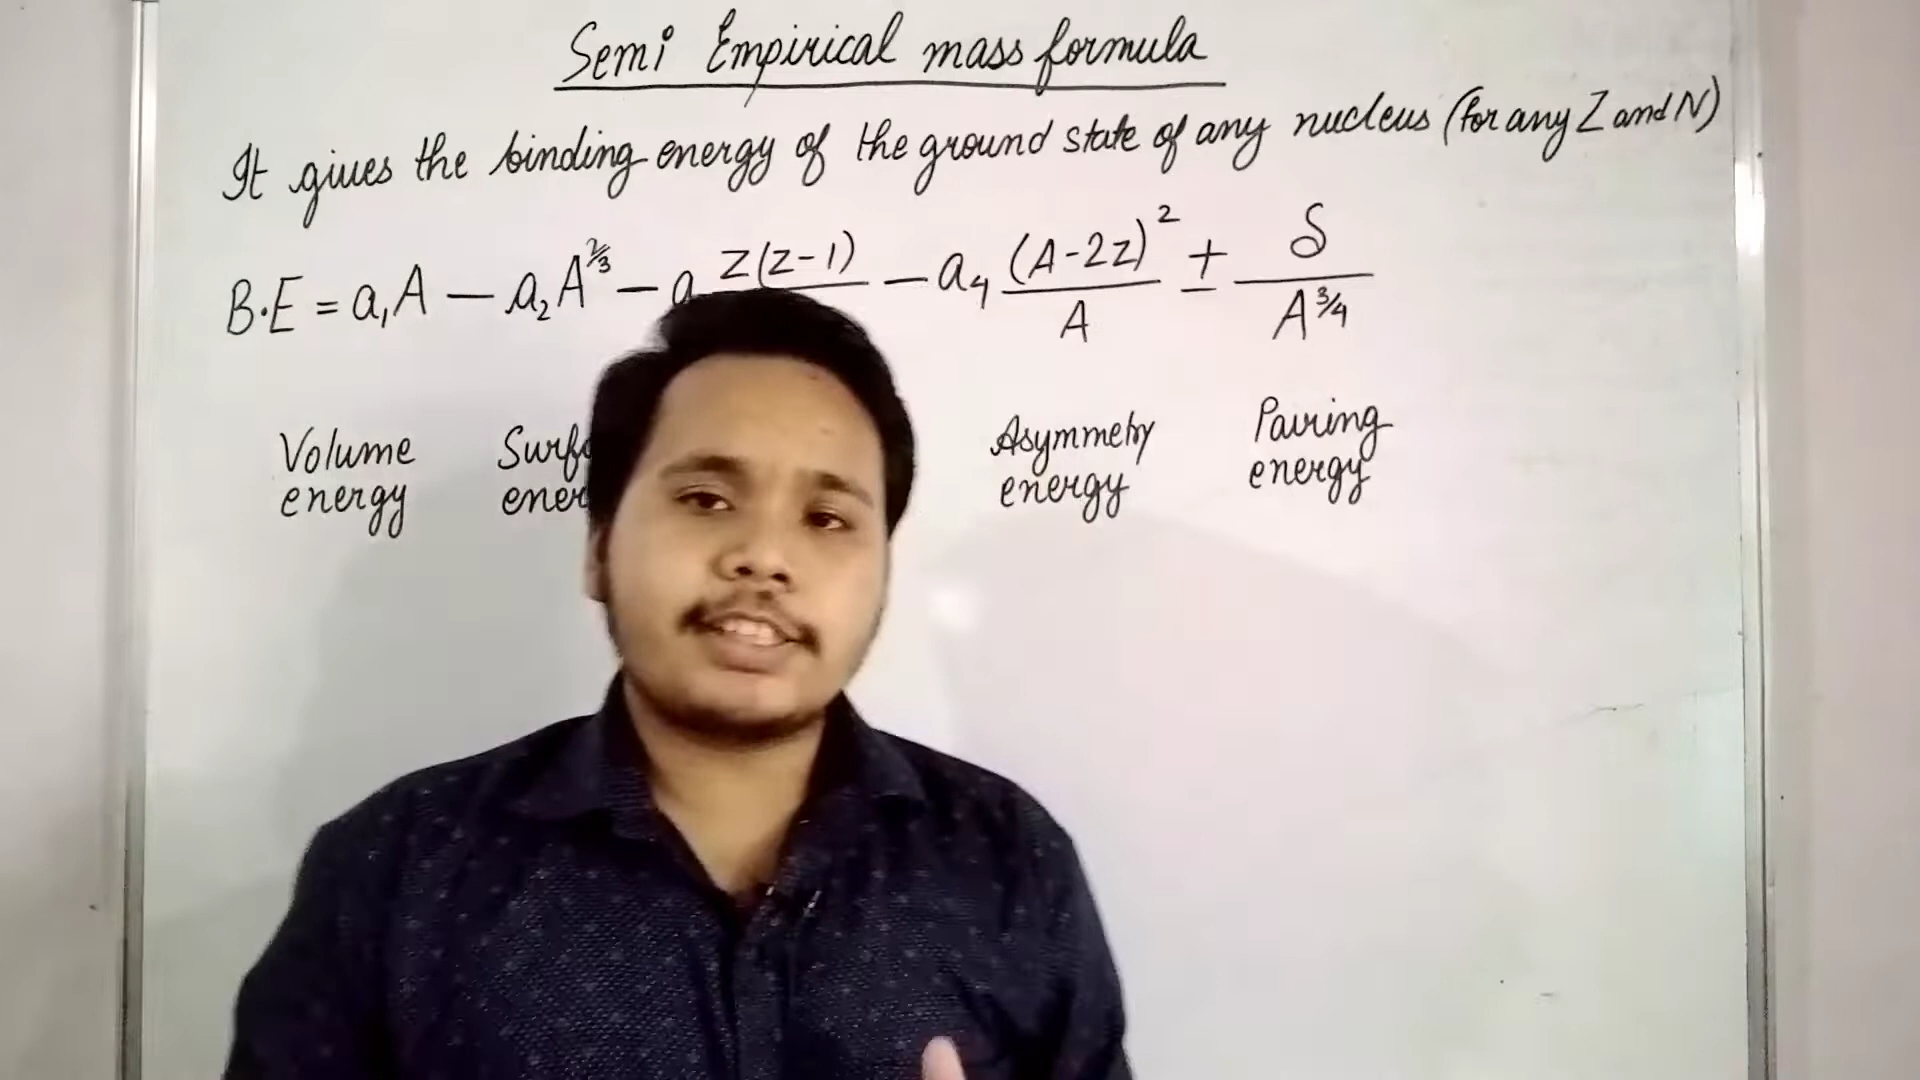 Semi Empirical mass formula
It gives the binding energy of the ground state of any nucleus (for any Z and N)
B.E = a₁A — a₂A^2/3 — a Z(Z-1) — a₄ (A-2Z)²/A ± δ/A^3/4
Volume energy
Asymmetry energy
Pairing energy